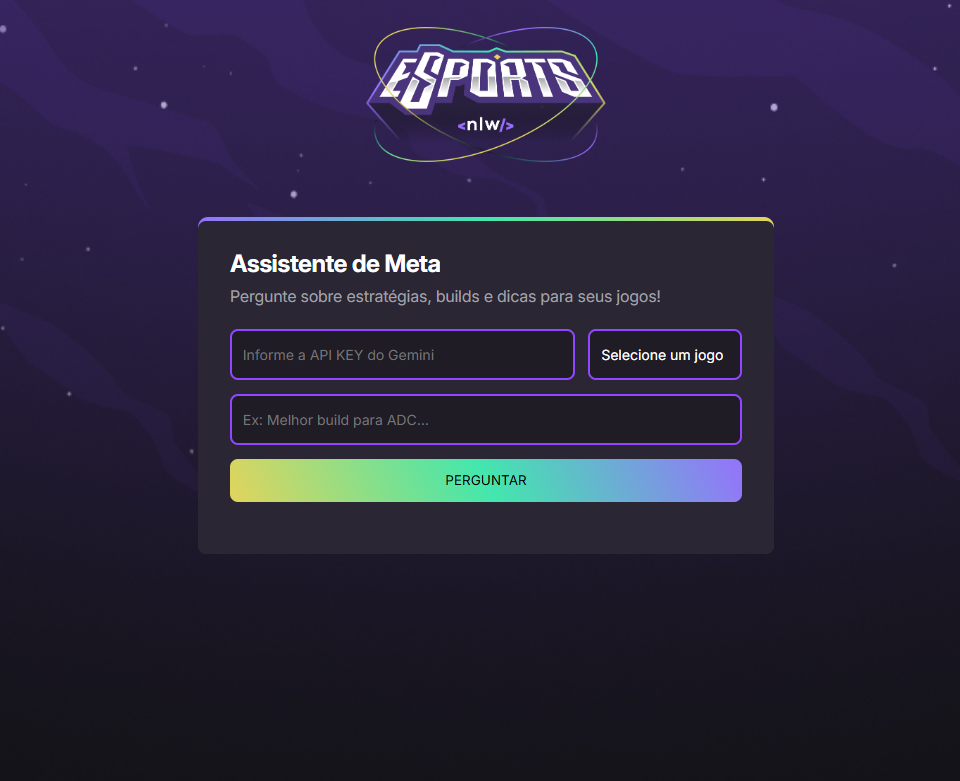 ESPORTS
<nlw/>
Assistente de Meta
Pergunte sobre estratégias, builds e dicas para seus jogos!
Informe a API KEY do Gemini
Selecione um jogo
Ex: Melhor build para ADC...
PERGUNTAR